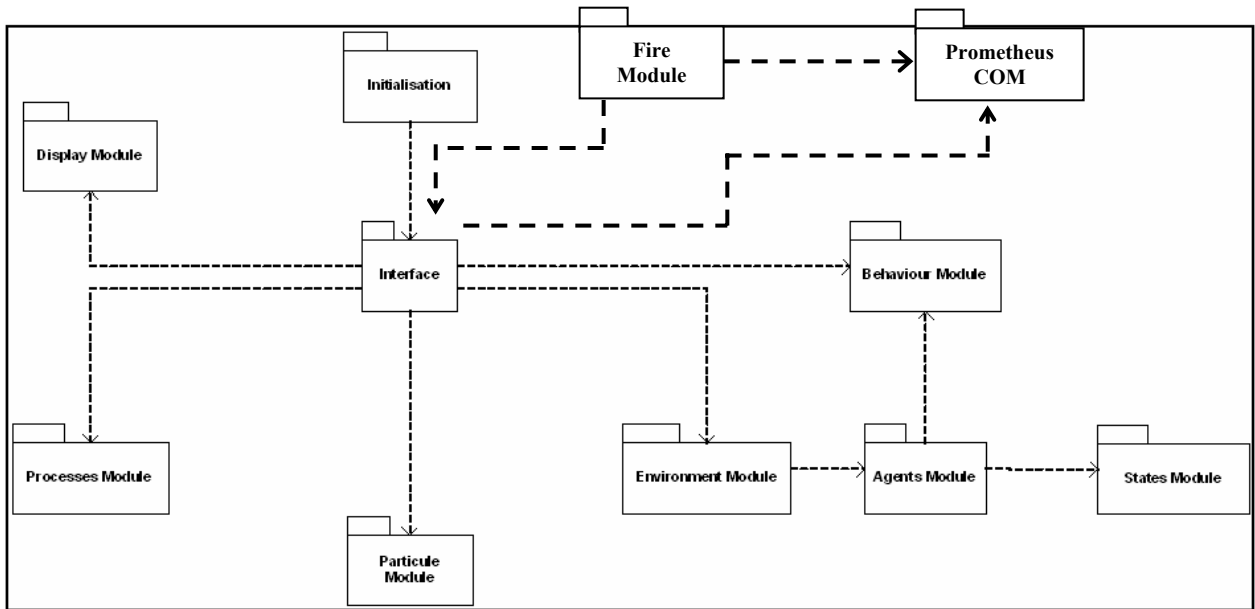 Fire
Module
Prometheus
COM
Initialisation
Display Module
Interface
Behaviour Module
Processes Module
Environment Module
Agents Module
States Module
Particule
Module